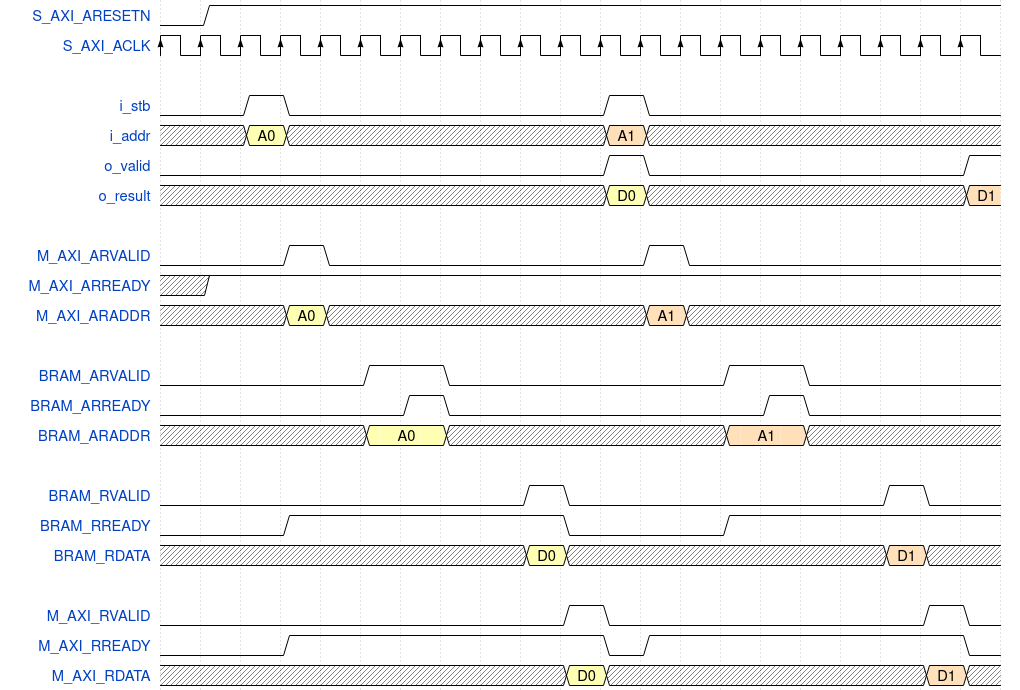 S_AXI_ARESETN
S_AXI_ACLK
i_stb
i_addr A0 A1
o_valid
o_result D0 D1
M_AXI_ARVALID
M_AXI_ARREADY
M_AXI_ARADDR A0 A1
BRAM_ARVALID
BRAM_ARREADY
BRAM_ARADDR A0 A1
BRAM_RVALID
BRAM_RREADY
BRAM_RDATA D0 D1
M_AXI_RVALID
M_AXI_RREADY
M_AXI_RDATA D0 D1